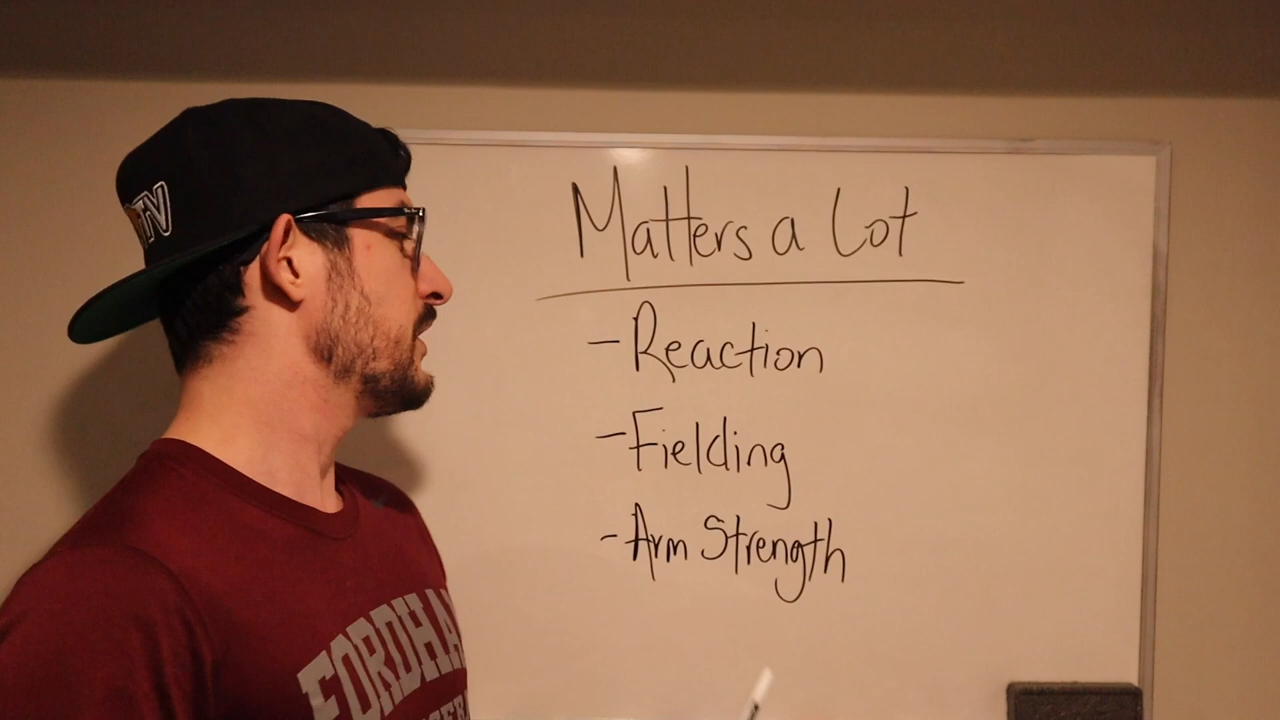 Matters a Lot
-Reaction
-Fielding
-Arm Strength
FORDHA